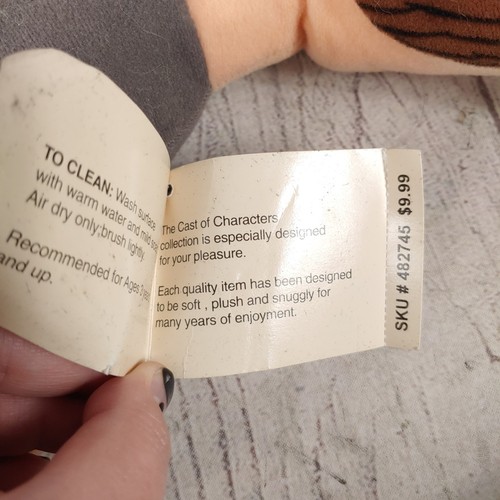 TO CLEAN: Wash surface
with warm water and mild
Air dry only; brush lightly
Recommended for Ages
and up.
The Cast of Characters
collection is especially designed
for your pleasure.
Each quality item has been designed
to be soft , plush and snuggly for
many years of enjoyment.
SKU # 482745 $9.99